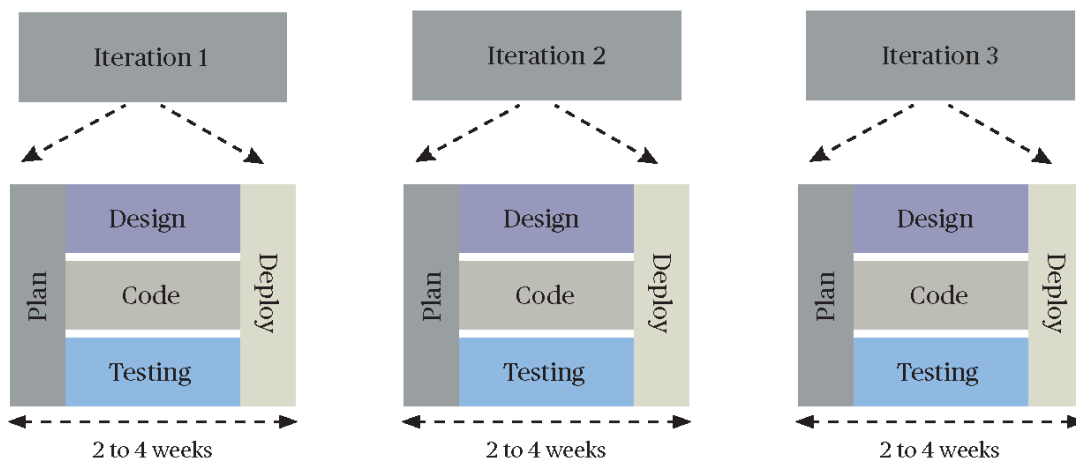 Iteration 1
Iteration 2
Iteration 3
Plan
Design
Code
Testing
Deploy
2 to 4 weeks
Plan
Design
Code
Testing
Deploy
2 to 4 weeks
Plan
Design
Code
Testing
Deploy
2 to 4 weeks